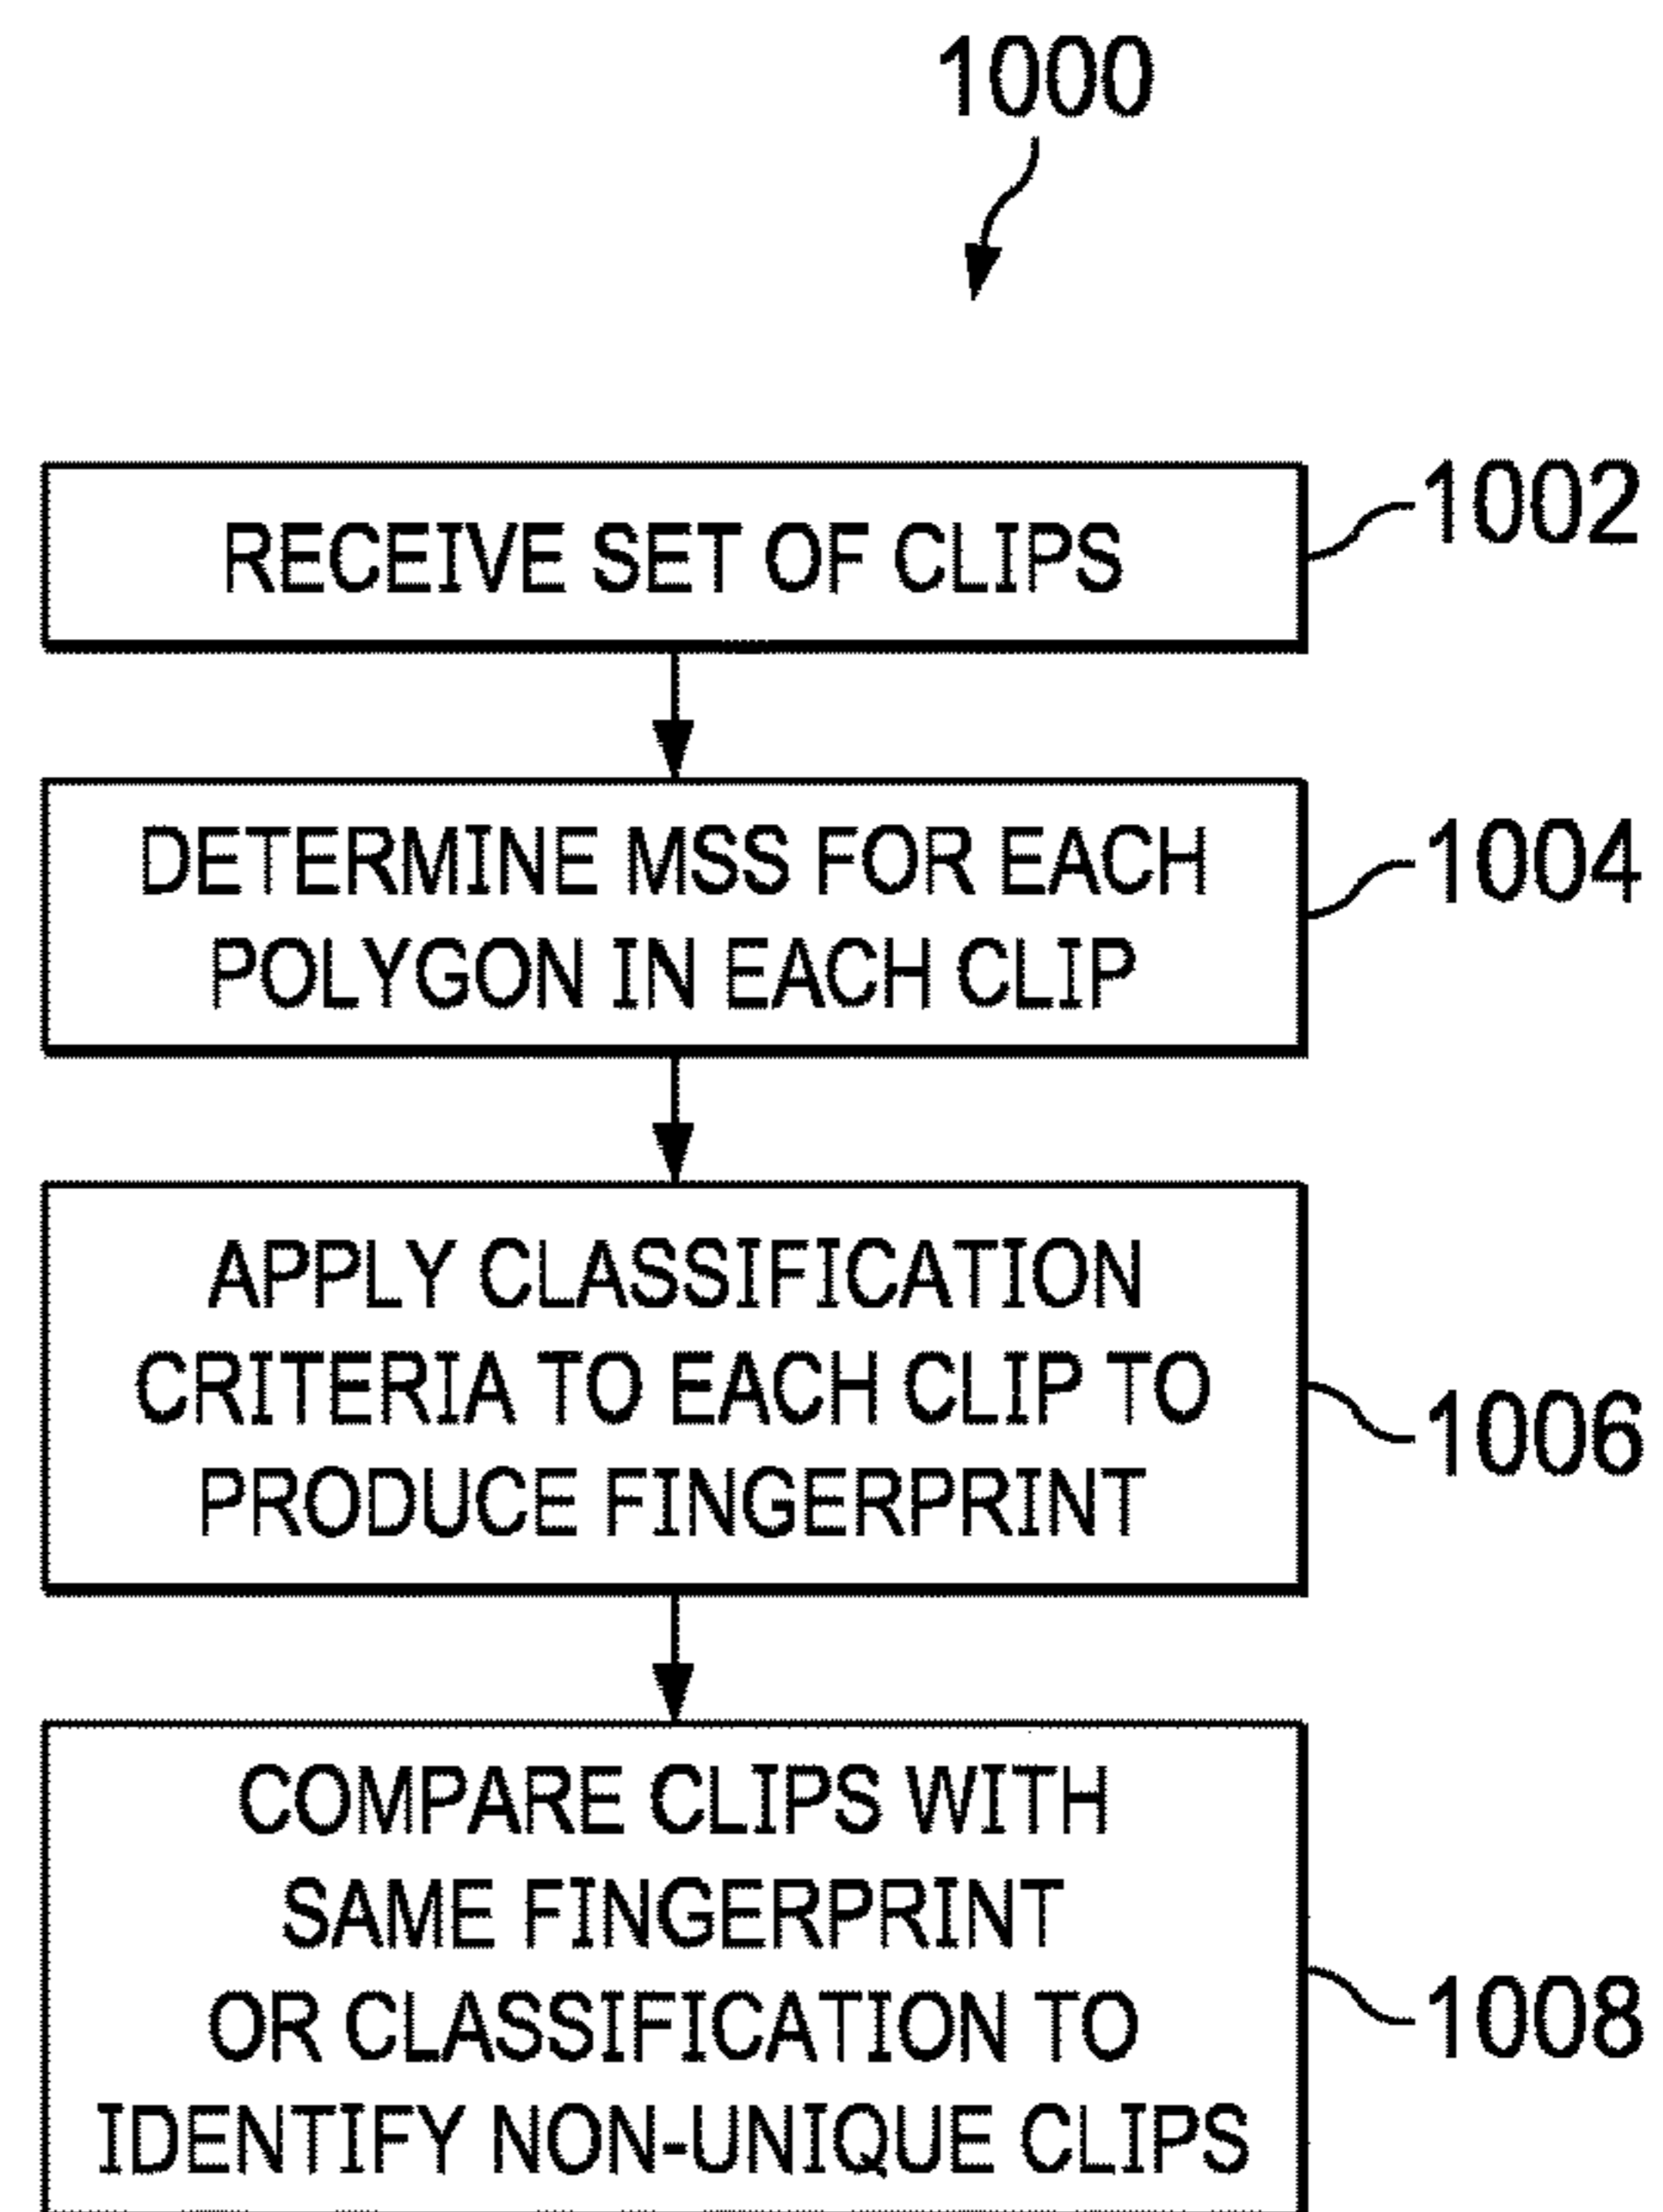 1000
RECEIVE SET OF CLIPS
1002
DETERMINE MSS FOR EACH
POLYGON IN EACH CLIP
1004
APPLY CLASSIFICATION
CRITERIA TO EACH CLIP TO
PRODUCE FINGERPRINT
1006
COMPARE CLIPS WITH
SAME FINGERPRINT
OR CLASSIFICATION TO
IDENTIFY NON-UNIQUE CLIPS
1008